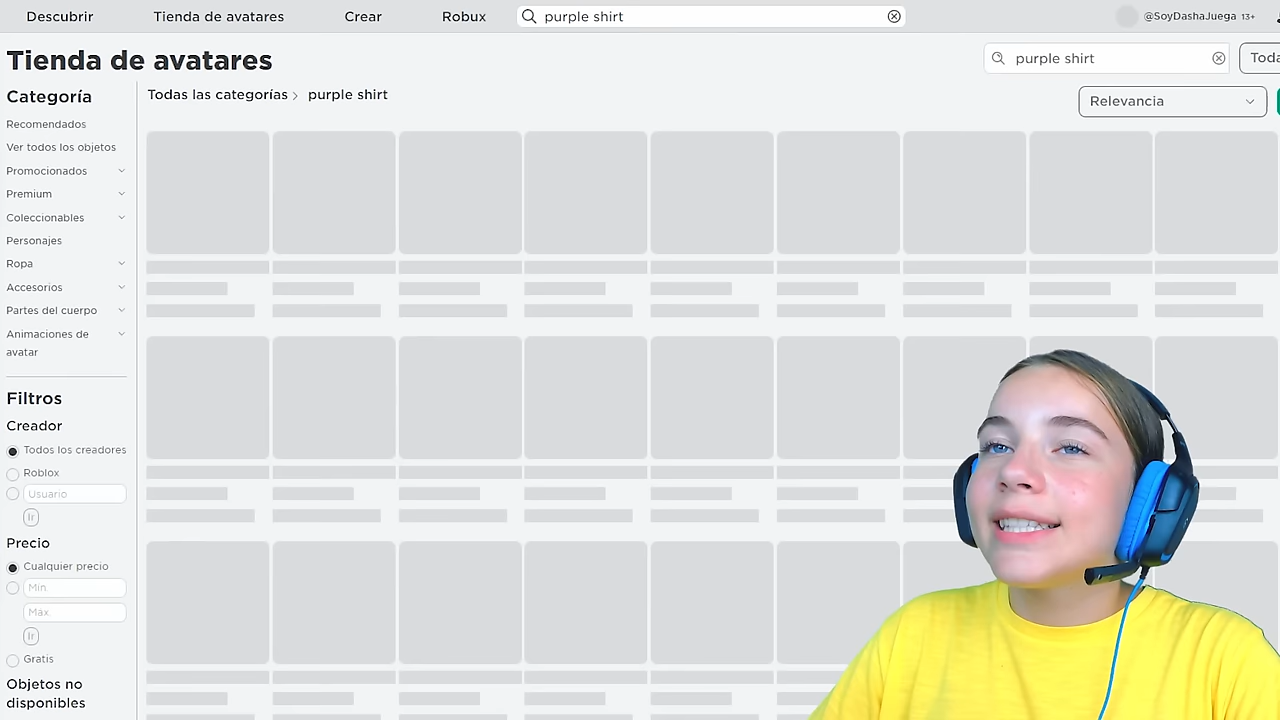 Descubrir
Tienda de avatares
Crear
Robux
purple shirt
@SoyDashaJuega 13+
Tienda de avatares
purple shirt
Toda
Categoría
Todas las categorías
purple shirt
Relevancia
Recomendados
Ver todos los objetos
Promocionados
Premium
Coleccionables
Personajes
Ropa
Accesorios
Partes del cuerpo
Animaciones de
avatar
Filtros
Creador
Todos los creadores
Roblox
Usuario
Ir
Precio
Cualquier precio
Min.
Max.
Ir
Gratis
Objetos no
disponibles